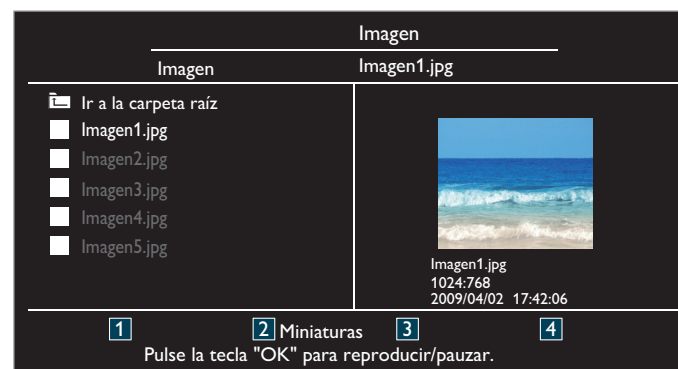 Imagen
Imagen Imagen1.jpg
Ir a la carpeta raíz
Imagen1.jpg
Imagen2.jpg
Imagen3.jpg
Imagen4.jpg
Imagen5.jpg
Imagen1.jpg
1024:768
2009/04/02 17:42:06
1 2 Miniaturas 3 4
Pulse la tecla "OK" para reproducir/pauzar.